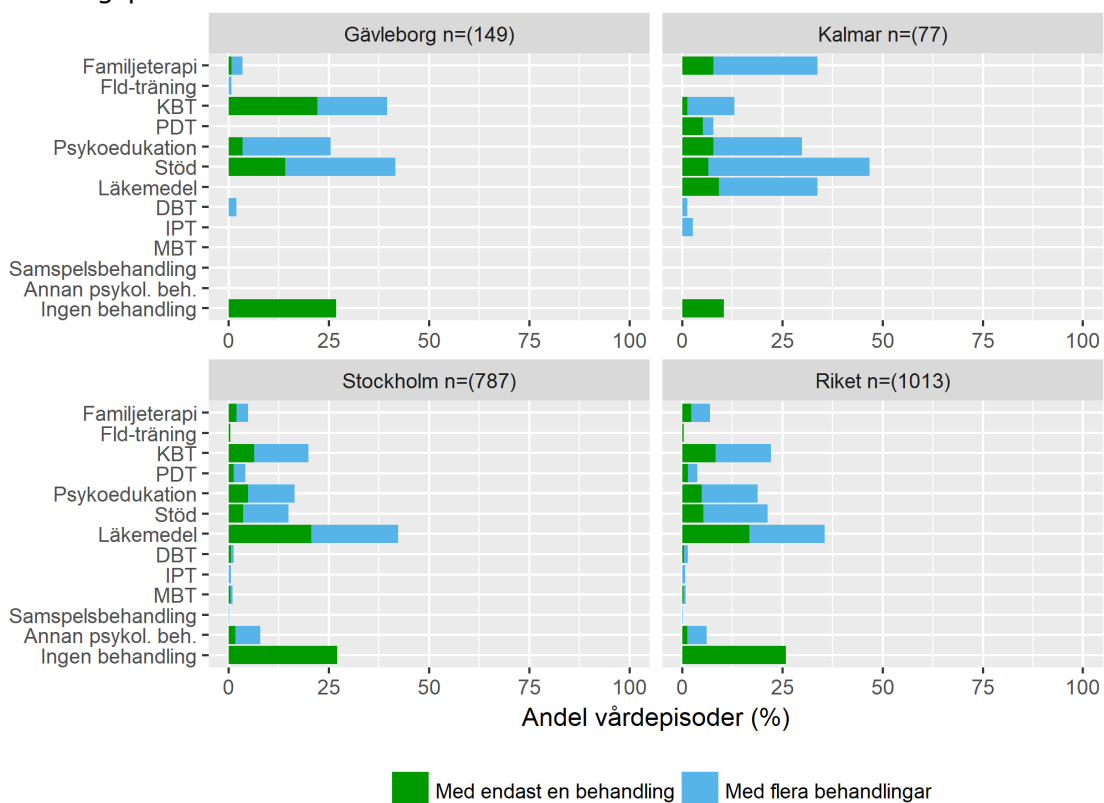 Gävleborg n=(149)
Kalmar n=(77)
Familjeterapi
Fld-träning
KBT
PDT
Psykoedukation
Stöd
Läkemedel
DBT
IPT
MBT
Samspelsbehandling
Annan psykol. beh.
Ingen behandling
0 25 50 75 100
0 25 50 75 100
Stockholm n=(787)
Riket n=(1013)
Familjeterapi
Fld-träning
KBT
PDT
Psykoedukation
Stöd
Läkemedel
DBT
IPT
MBT
Samspelsbehandling
Annan psykol. beh.
Ingen behandling
0 25 50 75 100
0 25 50 75 100
Andel vårdepisoder (%)
Med endast en behandling
Med flera behandlingar